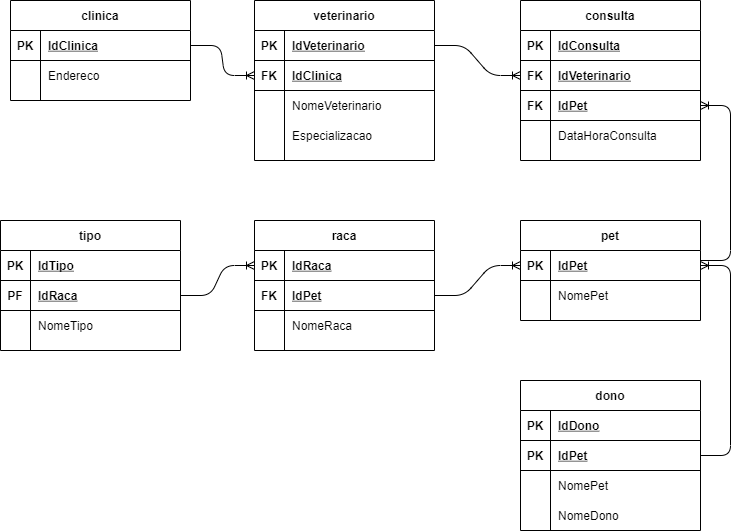 clinica
PK IdClinica
Endereco
veterinario
PK IdVeterinario
FK IdClinica
NomeVeterinario
Especializacao
consulta
PK IdConsulta
FK IdVeterinario
FK IdPet
DataHoraConsulta
tipo
PK IdTipo
PF IdRaca
NomeTipo
raca
PK IdRaca
FK IdPet
NomeRaca
pet
PK IdPet
NomePet
dono
PK IdDono
PK IdPet
NomePet
NomeDono